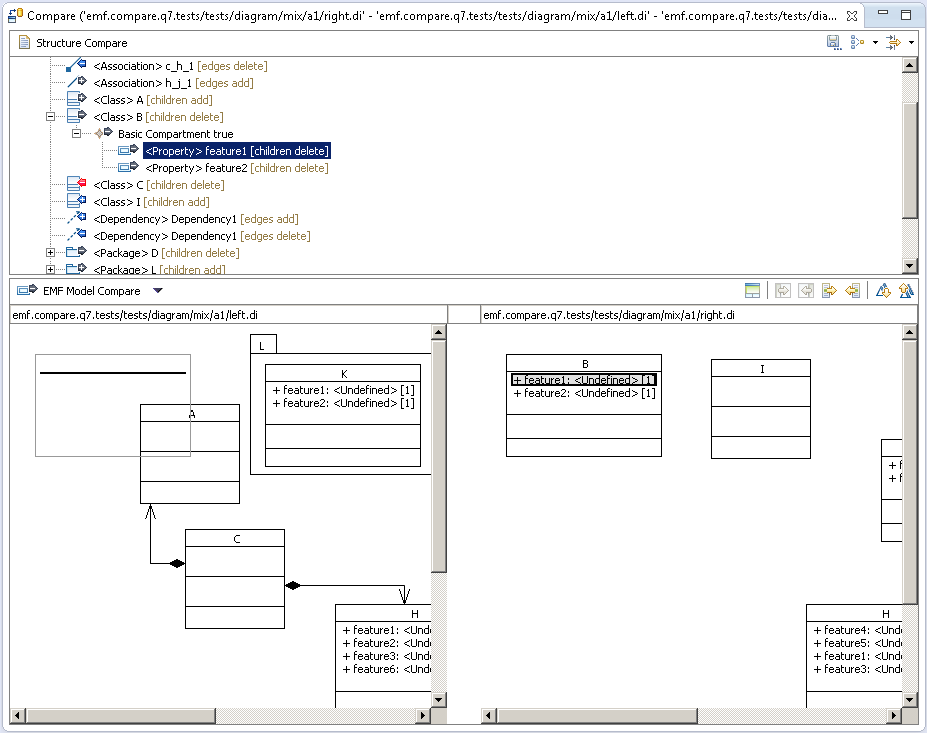 Compare ('emf.compare.q7.tests/tests/diagram/mix/a1/right.di' - 'emf.compare.q7.tests/tests/diagram/mix/a1/left.di' - 'emf.compare.q7.tests/tests/dia...
Structure Compare
<Association> c_h_1 [edges delete]
<Association> h_j_1 [edges add]
<Class> A [children add]
<Class> B [children delete]
Basic Compartment true
<Property> feature1 [children delete]
<Property> feature2 [children delete]
<Class> C [children delete]
<Class> I [children add]
<Dependency> Dependency1 [edges add]
<Dependency> Dependency1 [edges delete]
<Package> D [children delete]
<Package> L [children add]
EMF Model Compare
emf.compare.q7.tests/tests/diagram/mix/a1/left.di
emf.compare.q7.tests/tests/diagram/mix/a1/right.di
L
K
+ feature1: <Undefined> [1]
+ feature2: <Undefined> [1]
A
C
H
+ feature1: <Unde
+ feature2: <Unde
+ feature3: <Unde
+ feature6: <Unde
B
+ feature1: <Undefined> [1]
+ feature2: <Undefined> [1]
I
+ f
+ f
H
+ feature4: <Unde
+ feature5: <Unde
+ feature1: <Unde
+ feature3: <Unde